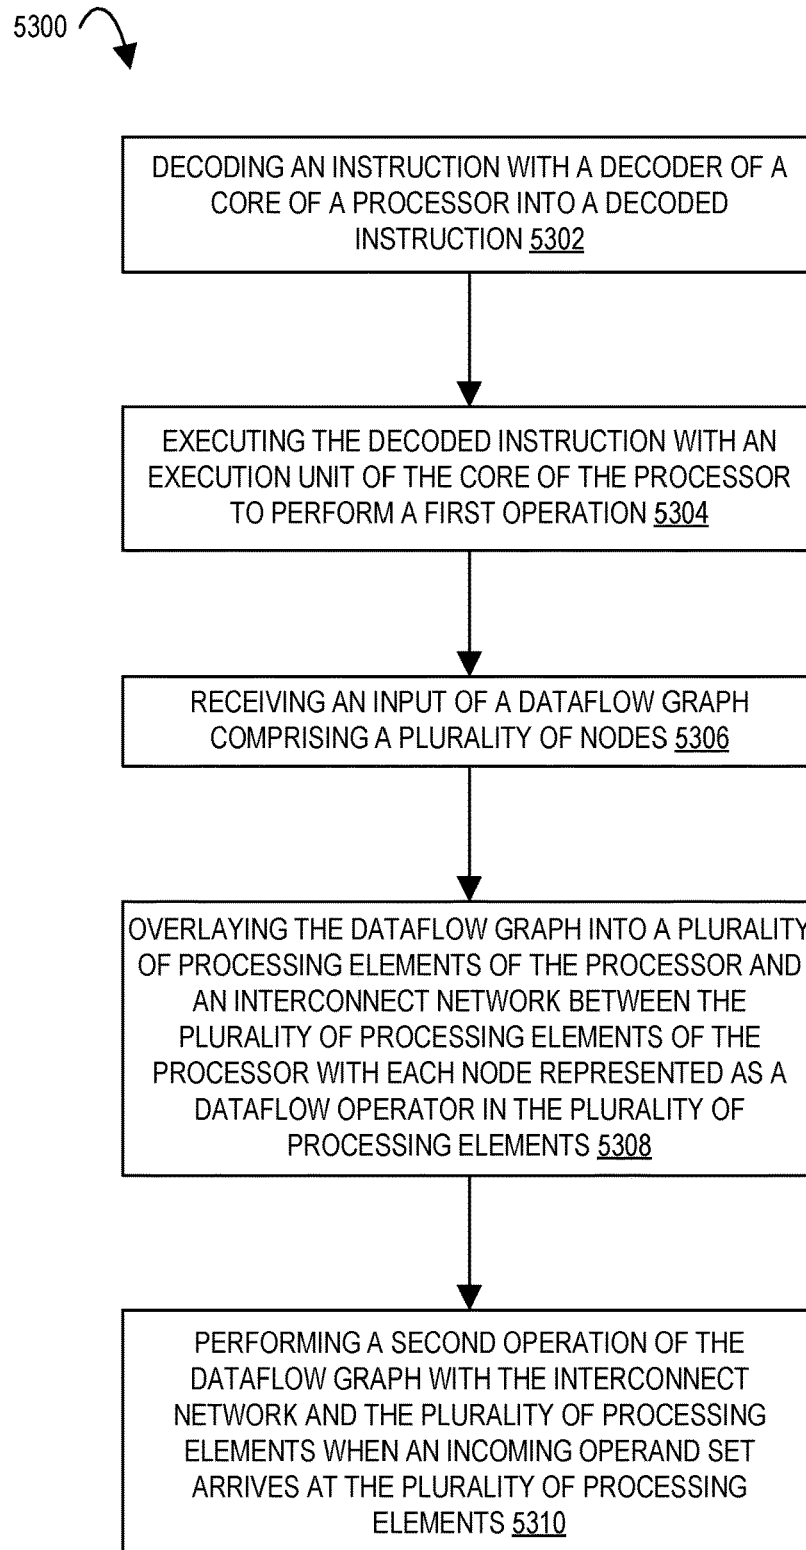 5300
DECODING AN INSTRUCTION WITH A DECODER OF A
CORE OF A PROCESSOR INTO A DECODED
INSTRUCTION 5302
EXECUTING THE DECODED INSTRUCTION WITH AN
EXECUTION UNIT OF THE CORE OF THE PROCESSOR
TO PERFORM A FIRST OPERATION 5304
RECEIVING AN INPUT OF A DATAFLOW GRAPH
COMPRISING A PLURALITY OF NODES 5306
OVERLAYING THE DATAFLOW GRAPH INTO A PLURALITY
OF PROCESSING ELEMENTS OF THE PROCESSOR AND
AN INTERCONNECT NETWORK BETWEEN THE
PLURALITY OF PROCESSING ELEMENTS OF THE
PROCESSOR WITH EACH NODE REPRESENTED AS A
DATAFLOW OPERATOR IN THE PLURALITY OF
PROCESSING ELEMENTS 5308
PERFORMING A SECOND OPERATION OF THE
DATAFLOW GRAPH WITH THE INTERCONNECT
NETWORK AND THE PLURALITY OF PROCESSING
ELEMENTS WHEN AN INCOMING OPERAND SET
ARRIVES AT THE PLURALITY OF PROCESSING
ELEMENTS 5310